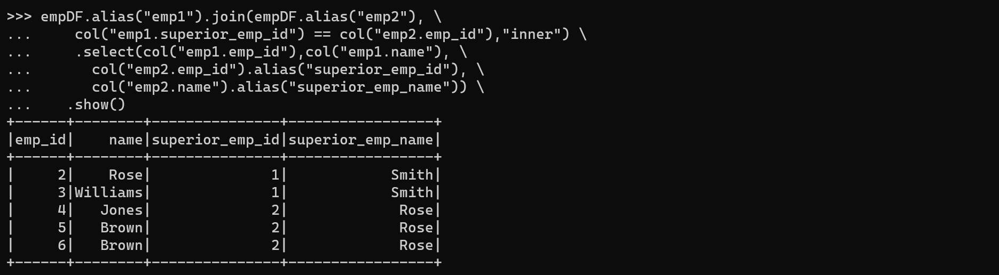 >>> empDF.alias("emp1").join(empDF.alias("emp2"), \
...     col("emp1.superior_emp_id") == col("emp2.emp_id"),"inner") \
...     .select(col("emp1.emp_id"),col("emp1.name"), \
...       col("emp2.emp_id").alias("superior_emp_id"), \
...       col("emp2.name").alias("superior_emp_name")) \
...    .show()
+------+--------+---------------+-----------------+
|emp_id|    name|superior_emp_id|superior_emp_name|
+------+--------+---------------+-----------------+
|     2|    Rose|              1|            Smith|
|     3|Williams|              1|            Smith|
|     4|   Jones|              2|             Rose|
|     5|   Brown|              2|             Rose|
|     6|   Brown|              2|             Rose|
+------+--------+---------------+-----------------+